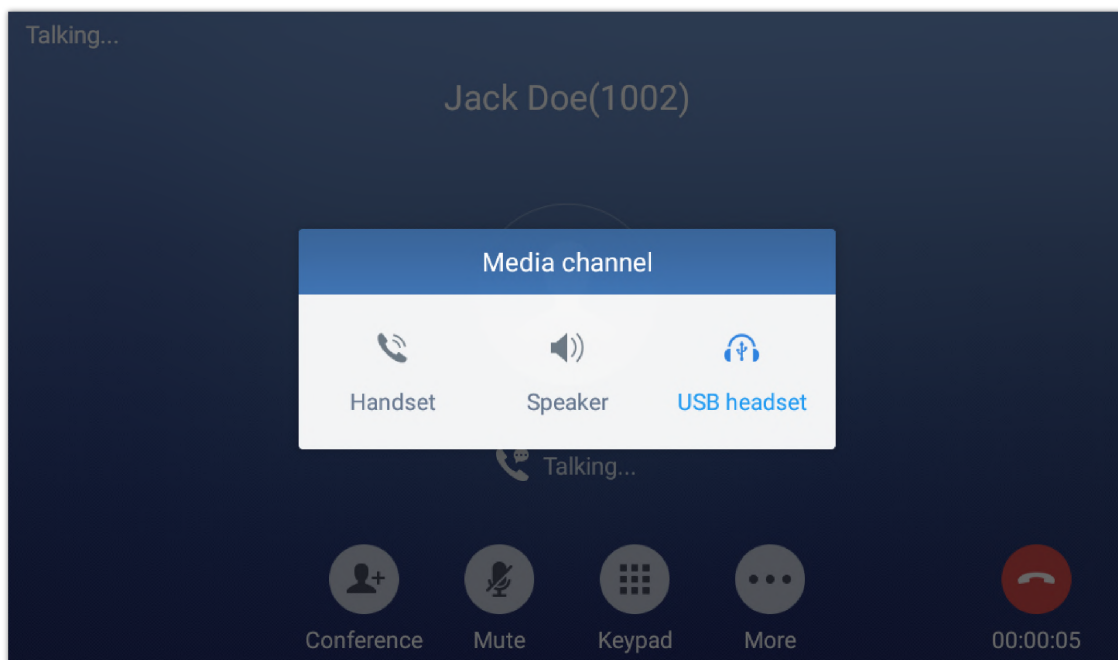 Talking...
Jack Doe(1002)
Media channel
Handset Speaker USB headset
Talking...
Conference Mute Keypad More 00:00:05